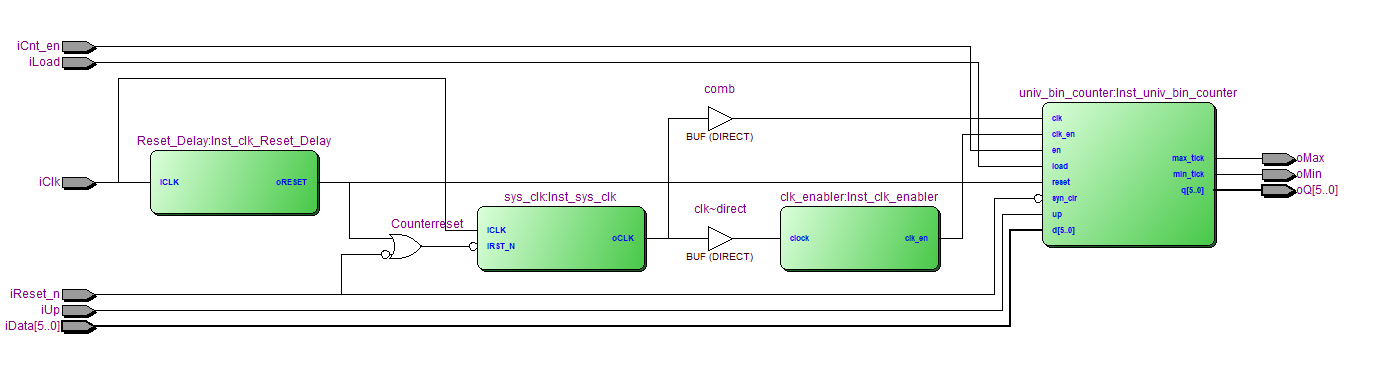 iCnt_en
iLoad
comb
univ_bin_counter:Inst_univ_bin_counter
BUF (DIRECT)
clk
clk_en
en
load
reset
syn_clr
up
d[5..0]
max_tick
min_tick
q[5..0]
oMax
oMin
oQ[5..0]
Reset_Delay:Inst_clk_Reset_Delay
iClk
iCLK
oRESET
sys_clk:Inst_sys_clk
clk~direct
clk_enabler:Inst_clk_enabler
Counterreset
iCLK
iRST_N
oCLK
BUF (DIRECT)
clock
clk_en
iReset_n
iUp
iData[5..0]